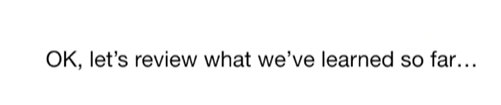 OK, let’s review what we’ve learned so far…